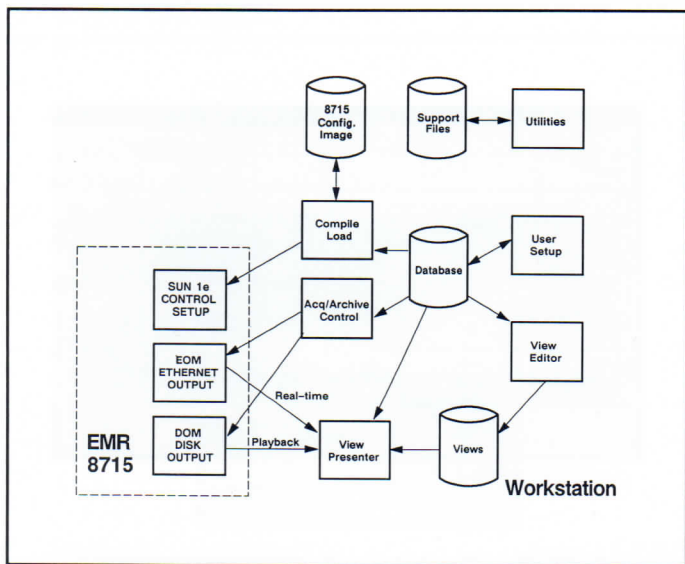 8715
Config.
Image
Support
Files
Utilities
Compile
Load
Database
User
Setup
SUN 1e
CONTROL
SETUP
Acq/Archive
Control
EOM
ETHERNET
OUTPUT
View
Editor
Real-time
DOM
DISK
OUTPUT
Playback
View
Presenter
Views
EMR
8715
Workstation